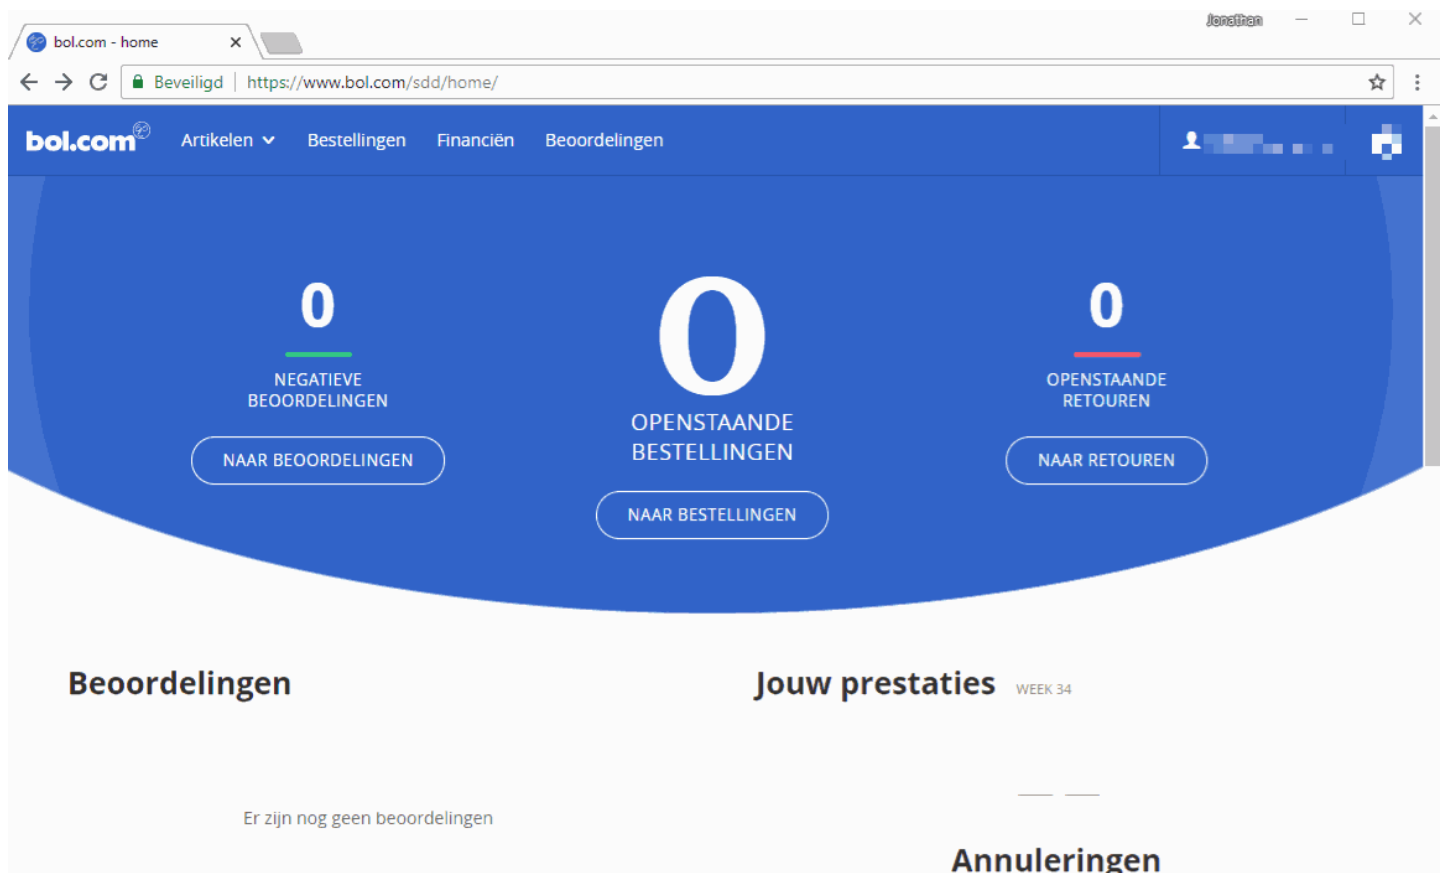 Jonathan
bol.com - home
Beveiligd https://www.bol.com/sdd/home/
bol.com Artikelen Bestellingen Financiën Beoordelingen
0
NEGATIEVE
BEOORDELINGEN
NAAR BEOORDELINGEN
0
OPENSTAANDE
BESTELLINGEN
NAAR BESTELLINGEN
0
OPENSTAANDE
RETOUREN
NAAR RETOUREN
Beoordelingen
Er zijn nog geen beoordelingen
Jouw prestaties WEEK 34
Annuleringen